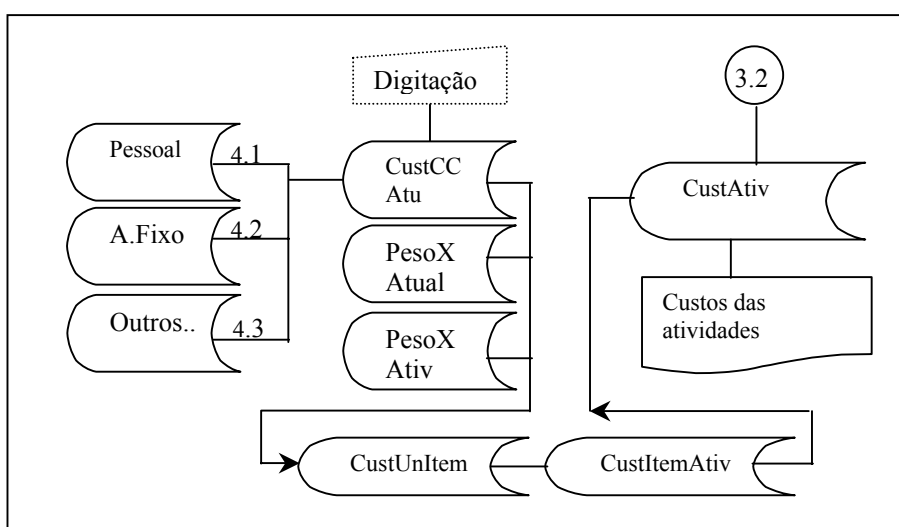 Digitação
3.2
Pessoal
4.1
CustCC
Atu
CustAtiv
A.Fixo
4.2
PesoX
Atual
Custos das
atividades
Outros..
4.3
PesoX
Ativ
CustUnItem
CustItemAtiv